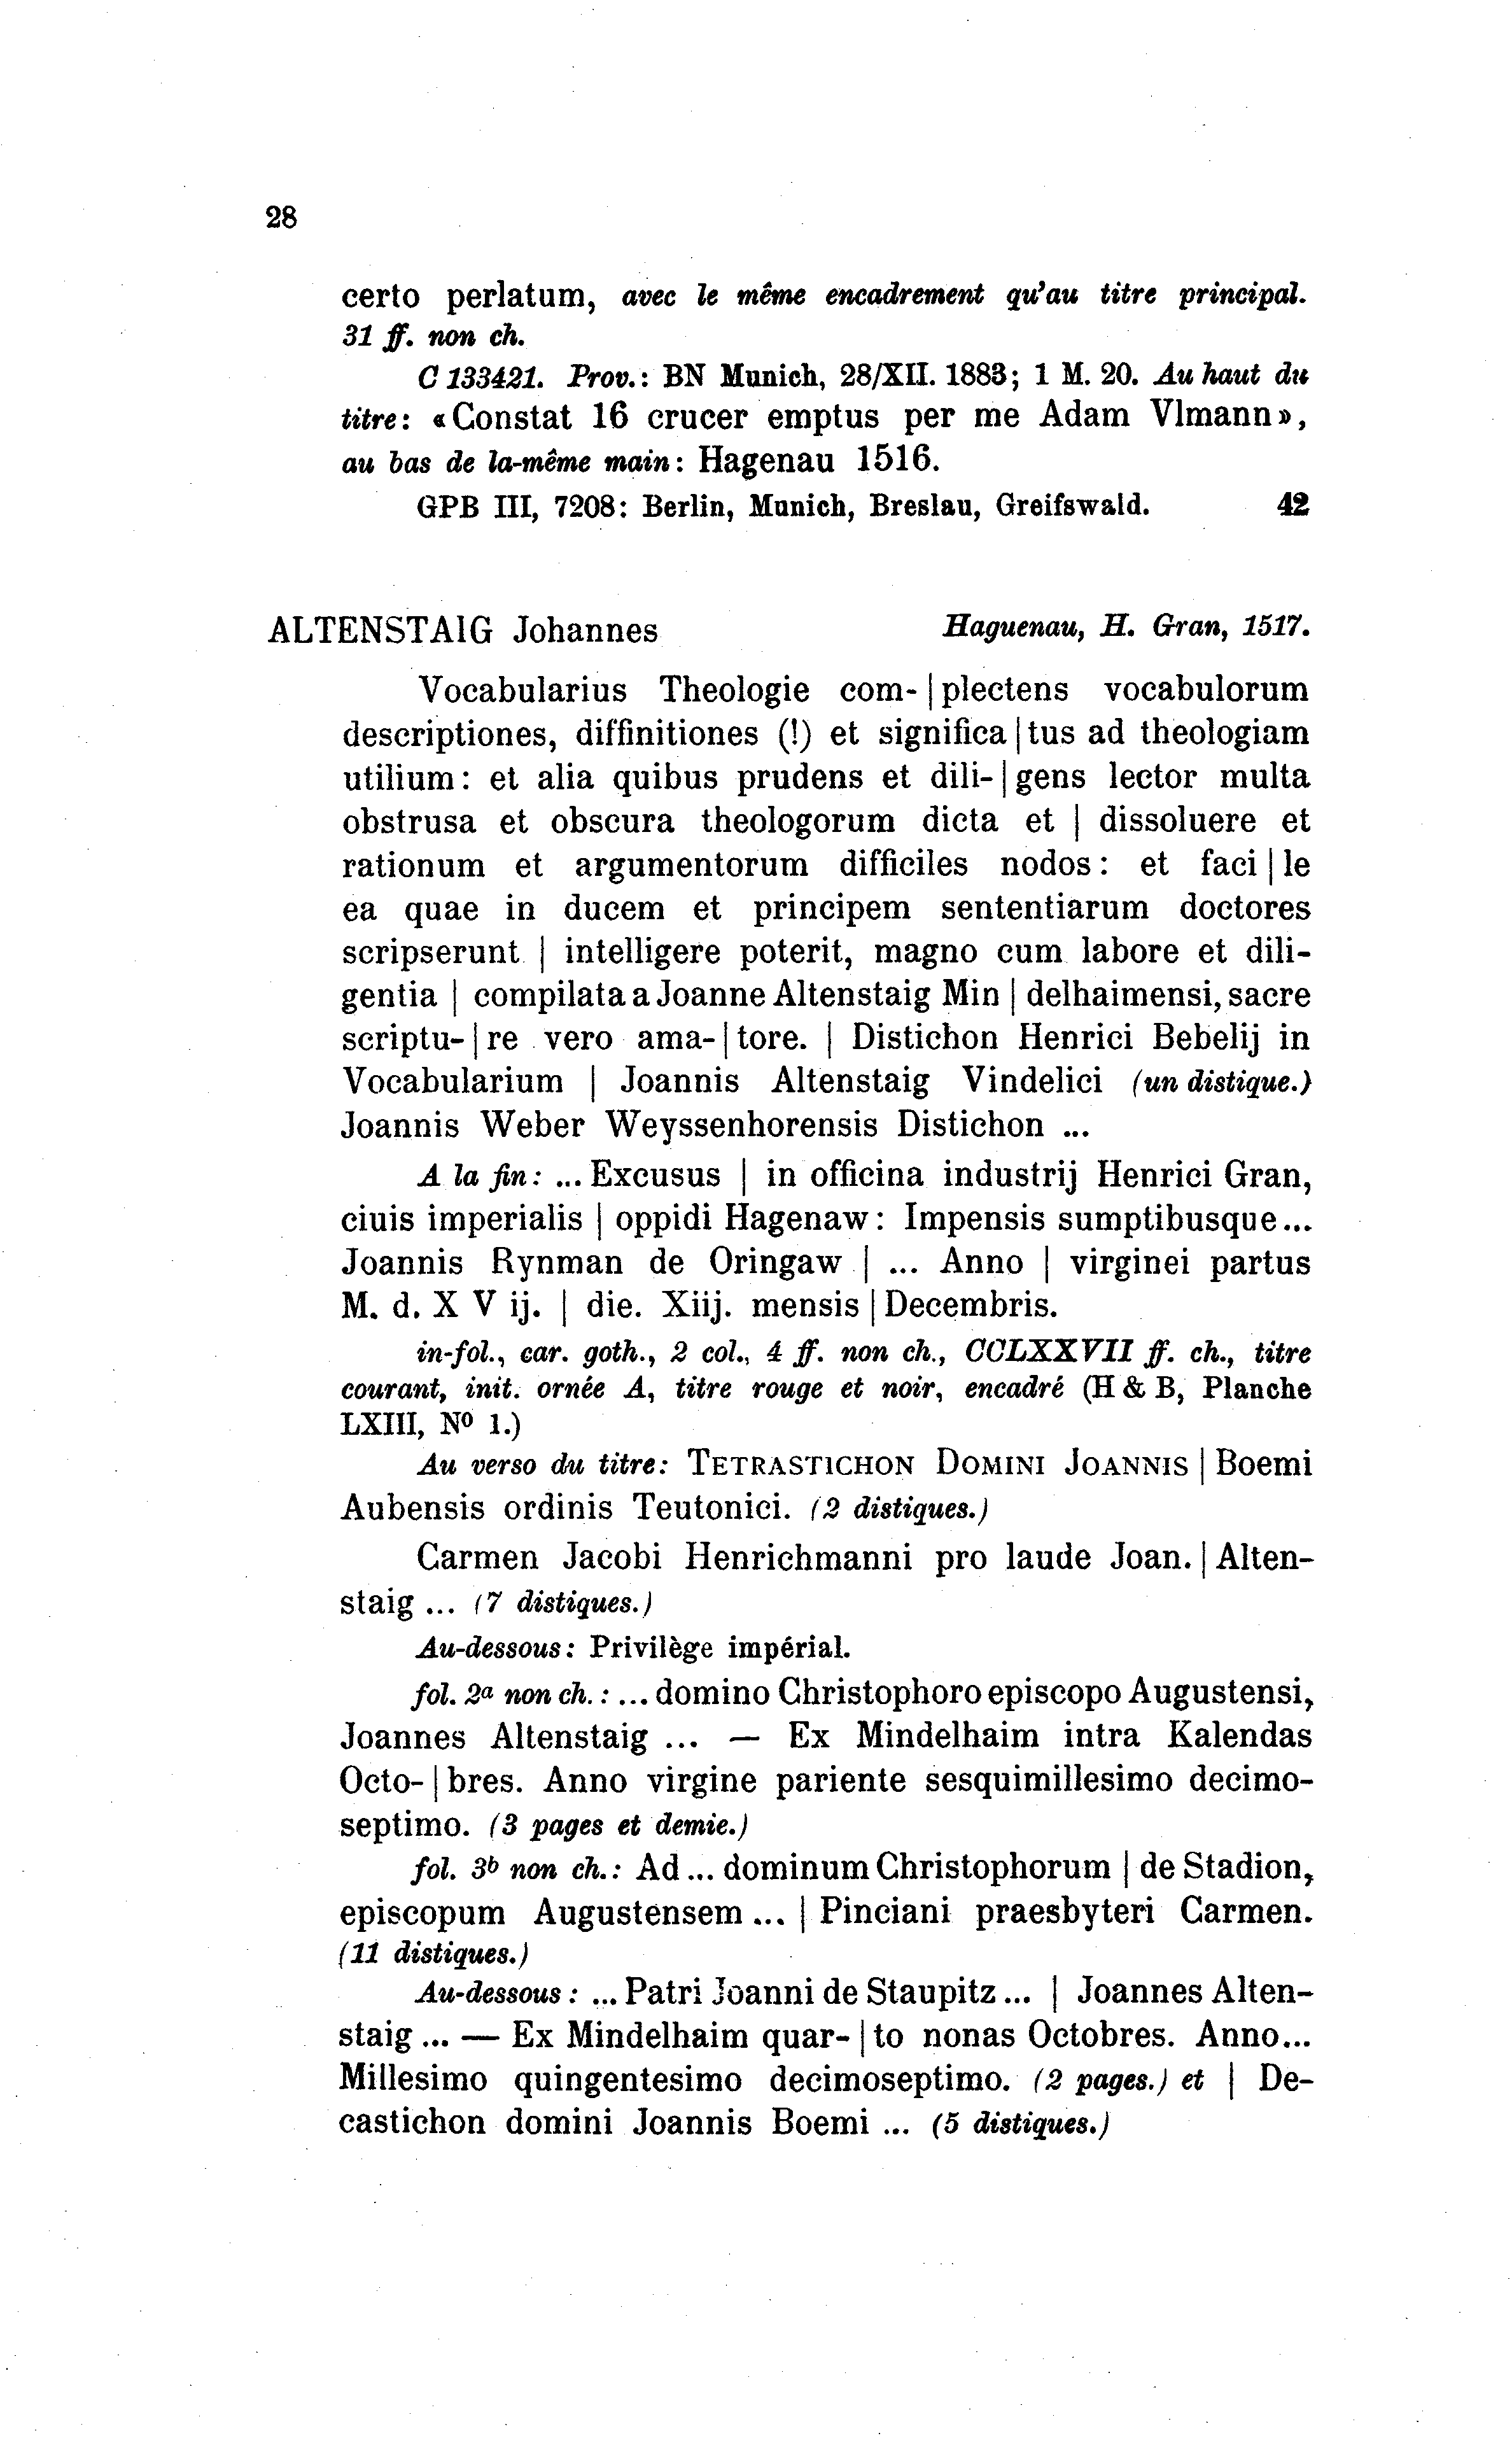 28
certo perlatum, avec le même encadrement qu'au titre principal.
31 ff. non ch.
C 133421. Prov.: BN Munich, 28/XII. 1883; 1 M. 20. Au haut du
titre: «Constat 16 crucer emptus per me Adam Vlmann»,
au bas de la-même main: Hagenau 1516.
GPB III, 7208: Berlin, Munich, Breslau, Greifswald. 42
ALTENSTAIG Johannes Haguenau, H. Gran, 1517.
Vocabularius Theologie com-|plectens vocabulorum
descriptiones, diffinitiones (!) et significa|tus ad theologiam
utilium: et alia quibus prudens et dili-|gens lector multa
obstrusa et obscura theologorum dicta et | dissoluere et
rationum et argumentorum difficiles nodos: et faci|le
ea quae in ducem et principem sententiarum doctores
scripserunt | intelligere poterit, magno cum labore et dili-
gentia | compilata a Joanne Altenstaig Min|delhaimensi, sacre
scriptu-|re vero ama-|tore. | Distichon Henrici Bebelij in
Vocabularium | Joannis Altenstaig Vindelici (un distique.)
Joannis Weber Weyssenhorensis Distichon ...
A la fin: ... Excusus | in officina industrij Henrici Gran,
ciuis imperialis | oppidi Hagenaw: Impensis sumptibusque...
Joannis Rynman de Oringaw | ... Anno | virginei partus
M. d. X V ij. | die. Xiij. mensis | Decembris.
in-fol., car. goth., 2 col., 4 ff. non ch., CCLXXVII ff. ch., titre
courant, init. ornée A, titre rouge et noir, encadré (H & B, Planche
LXIII, Nº 1.)
Au verso du titre: TETRASTICHON DOMINI JOANNIS | Boemi
Aubensis ordinis Teutonici. (2 distiques.)
Carmen Jacobi Henrichmanni pro laude Joan. | Alten-
staig ... (7 distiques.)
Au-dessous: Privilège impérial.
fol. 2a non ch.: ... domino Christophoro episcopo Augustensi,
Joannes Altenstaig ... — Ex Mindelhaim intra Kalendas
Octo-|bres. Anno virgine pariente sesquimillesimo decimo-
septimo. (3 pages et demie.)
fol. 3b non ch.: Ad ... dominum Christophorum | de Stadion,
episcopum Augustensem ... | Pinciani praesbyteri Carmen.
(11 distiques.)
Au-dessous: ... Patri Joanni de Staupitz ... | Joannes Alten-
staig ... — Ex Mindelhaim quar-|to nonas Octobres. Anno...
Millesimo quingentesimo decimoseptimo. (2 pages.) et | De-
castichon domini Joannis Boemi ... (5 distiques.)